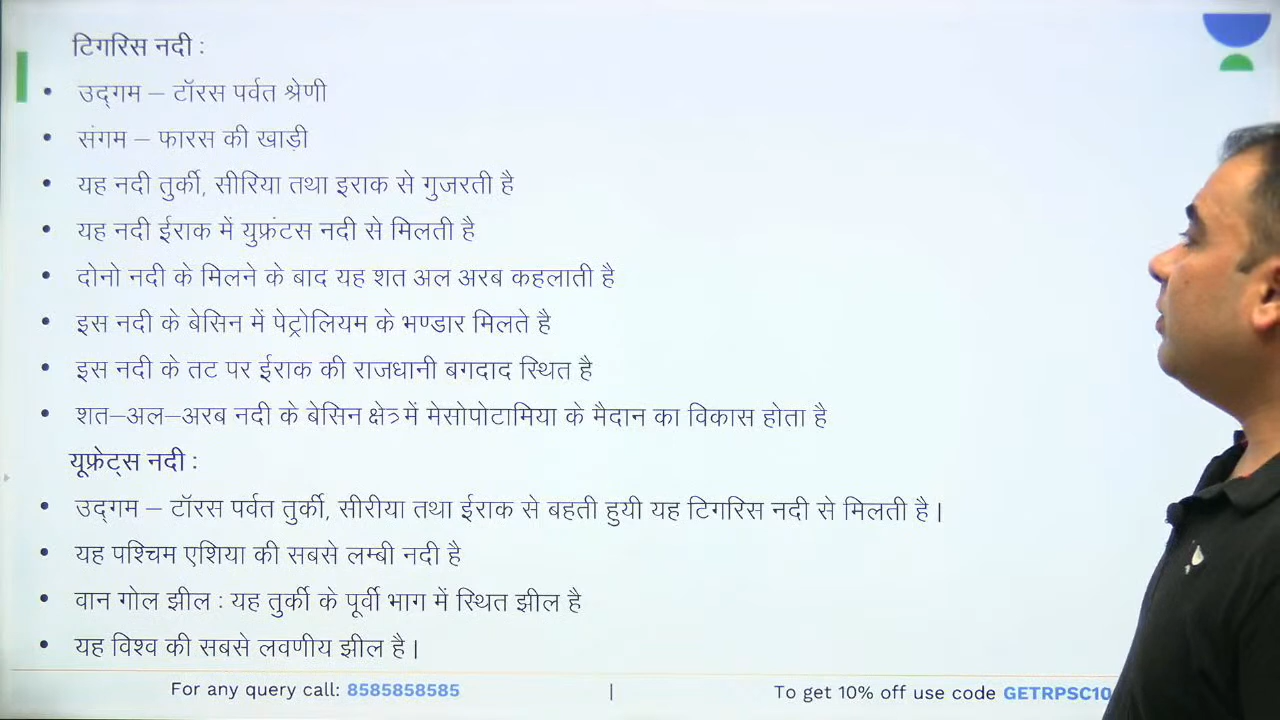 टिगरिस नदी :
• उद्गम – टॉरस पर्वत श्रेणी
• संगम – फारस की खाड़ी
• यह नदी तुर्की, सीरिया तथा इराक से गुजरती है
• यह नदी ईराक में युफ्रंटस नदी से मिलती है
• दोनो नदी के मिलने के बाद यह शत अल अरब कहलाती है
• इस नदी के बेसिन में पेट्रोलियम के भण्डार मिलते है
• इस नदी के तट पर ईराक की राजधानी बगदाद स्थित है
• शत–अल–अरब नदी के बेसिन क्षेत्र में मेसोपोटामिया के मैदान का विकास होता है
यूफ्रेट्स नदी :
• उद्गम – टॉरस पर्वत तुर्की, सीरीया तथा ईराक से बहती हुयी यह टिगरिस नदी से मिलती है।
• यह पश्चिम एशिया की सबसे लम्बी नदी है
• वान गोल झील : यह तुर्की के पूर्वी भाग में स्थित झील है
• यह विश्व की सबसे लवणीय झील है।
For any query call: 8585858585 | To get 10% off use code GETRPSC10